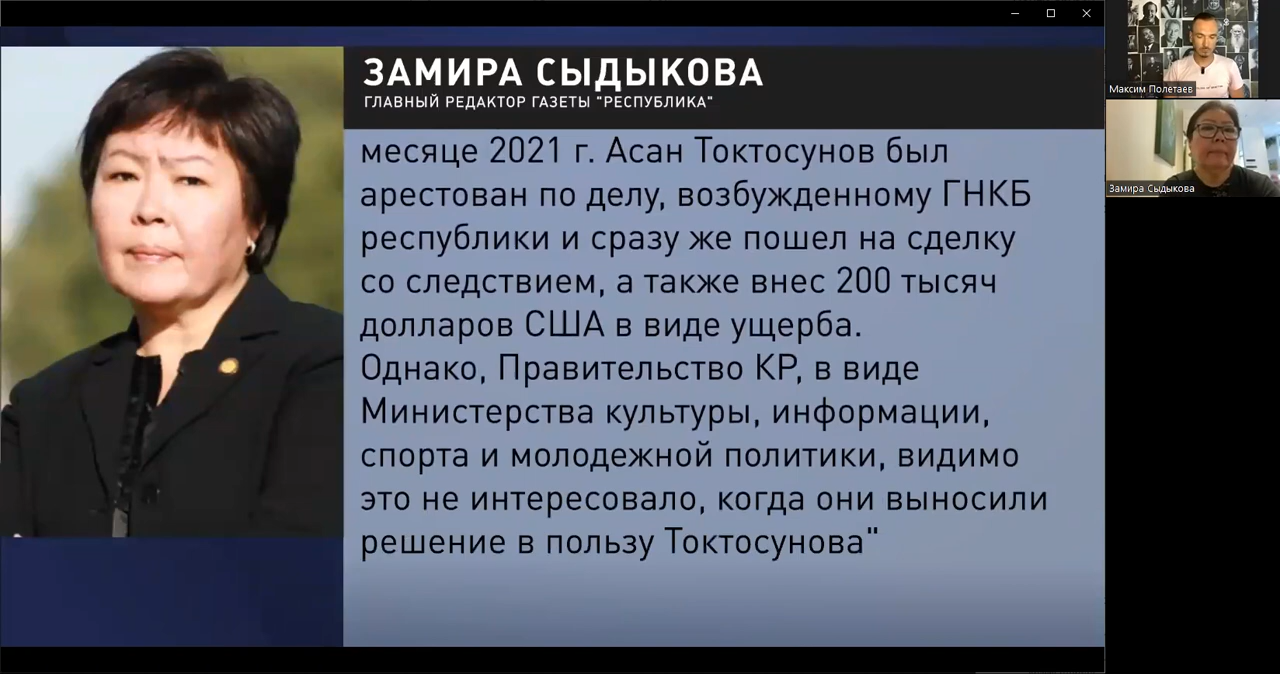 ЗАМИРА СЫДЫКОВА
ГЛАВНЫЙ РЕДАКТОР ГАЗЕТЫ "РЕСПУБЛИКА"
месяце 2021 г. Асан Токтосунов был
арестован по делу, возбужденному ГНКБ
республики и сразу же пошел на сделку
со следствием, а также внес 200 тысяч
долларов США в виде ущерба.
Однако, Правительство КР, в виде
Министерства культуры, информации,
спорта и молодежной политики, видимо
это не интересовало, когда они выносили
решение в пользу Токтосунова"
Максим Полетаев
Замира Сыдыкова